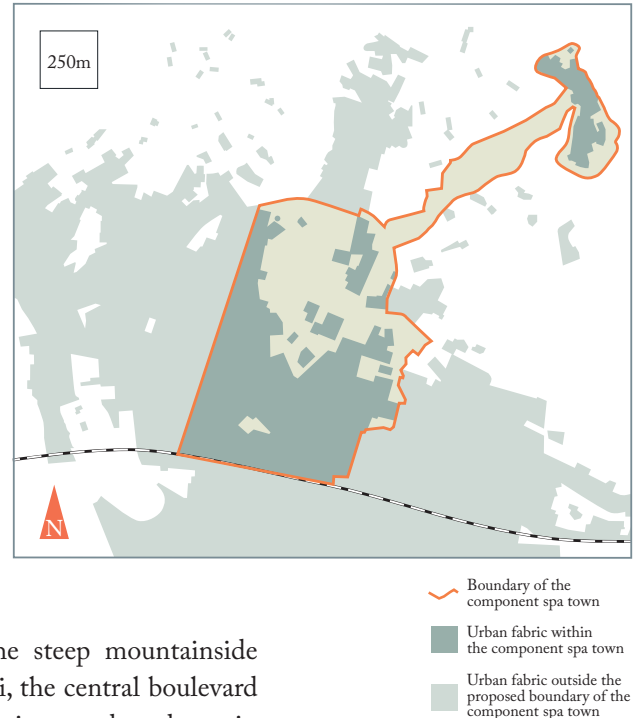 250m
N
Boundary of the
component spa town
Urban fabric within
the component spa town
Urban fabric outside the
proposed boundary of the
component spa town
steep mountainside
the central boulevard